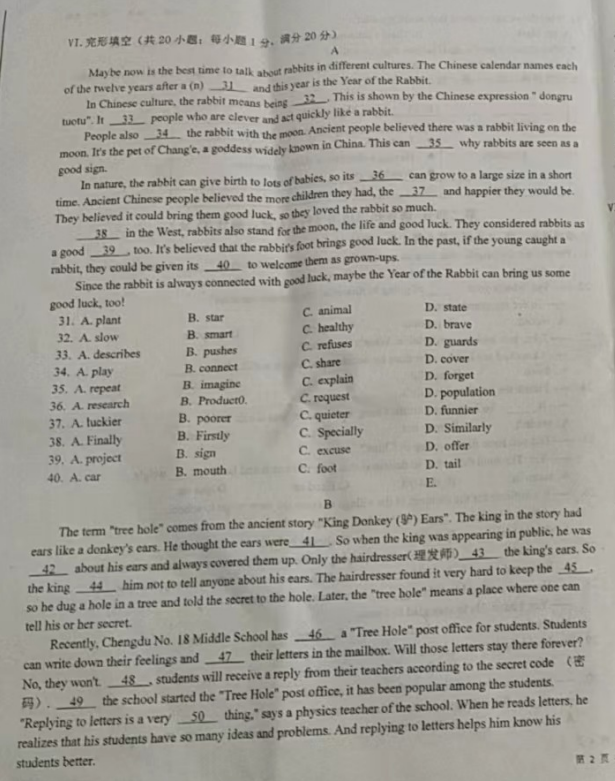 VI. 完形填空（共 20 小题；每小题 1 分，满分 20 分）
A
Maybe now is the best time to talk about rabbits in different cultures. The Chinese calendar names each
of the twelve years after a (n) 31 and this year is the Year of the Rabbit.
In Chinese culture, the rabbit means being 32 . This is shown by the Chinese expression " dongru
tuotu". It 33 people who are clever and act quickly like a rabbit.
People also 34 the rabbit with the moon. Ancient people believed there was a rabbit living on the
moon. It's the pet of Chang'e, a goddess widely known in China. This can 35 why rabbits are seen as a
good sign.
In nature, the rabbit can give birth to lots of babies, so its 36 can grow to a large size in a short
time. Ancient Chinese people believed the more children they had, the 37 and happier they would be.
They believed it could bring them good luck, so they loved the rabbit so much.
38 in the West, rabbits also stand for the moon, the life and good luck. They considered rabbits as
a good 39 , too. It's believed that the rabbit's foot brings good luck. In the past, if the young caught a
rabbit, they could be given its 40 to welcome them as grown-ups.
Since the rabbit is always connected with good luck, maybe the Year of the Rabbit can bring us some
good luck, too!
31. A. plant B. star C. animal D. state
32. A. slow B. smart C. healthy D. brave
33. A. describes B. pushes C. refuses D. guards
34. A. play B. connect C. share D. cover
35. A. repeat B. imagine C. explain D. forget
36. A. research B. Product0. C. request D. population
37. A. luckier B. poorer C. quieter D. funnier
38. A. Finally B. Firstly C. Specially D. Similarly
39. A. project B. sign C. excuse D. offer
40. A. car B. mouth C. foot D. tail
E.
B
The term "tree hole" comes from the ancient story "King Donkey (驴) Ears". The king in the story had
ears like a donkey's ears. He thought the ears were 41 . So when the king was appearing in public, he was
42 about his ears and always covered them up. Only the hairdresser(理发师) 43 the king's ears. So
the king 44 him not to tell anyone about his ears. The hairdresser found it very hard to keep the 45 ,
so he dug a hole in a tree and told the secret to the hole. Later, the "tree hole" means a place where one can
tell his or her secret.
Recently, Chengdu No. 18 Middle School has 46 a "Tree Hole" post office for students. Students
can write down their feelings and 47 their letters in the mailbox. Will those letters stay there forever?
No, they won't. 48 , students will receive a reply from their teachers according to the secret code （密
码）. 49 the school started the "Tree Hole" post office, it has been popular among the students.
"Replying to letters is a very 50 thing," says a physics teacher of the school. When he reads letters, he
realizes that his students have so many ideas and problems. And replying to letters helps him know his
students better.
第 2 页